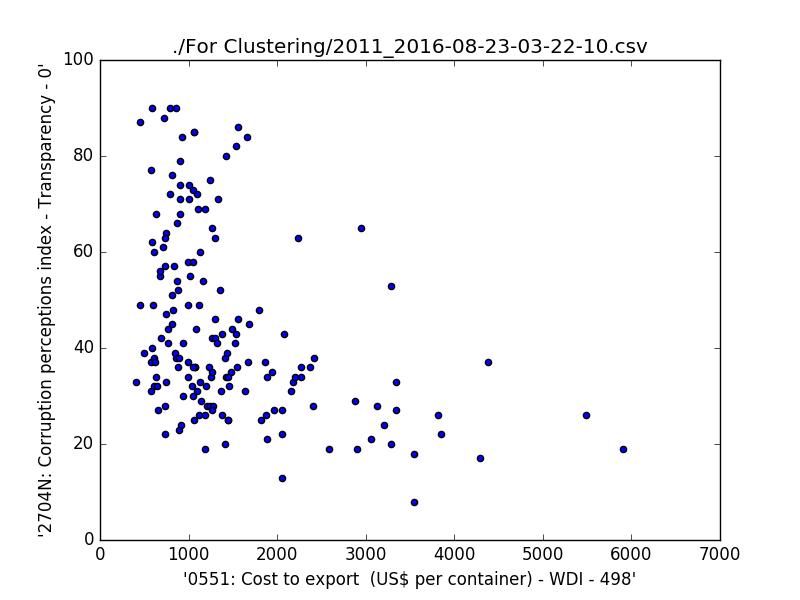 ./For Clustering/2011_2016-08-23-03-22-10.csv
'2704N: Corruption perceptions index - Transparency - 0'
100
80
60
40
20
0
0 1000 2000 3000 4000 5000 6000 7000
'0551: Cost to export  (US$ per container) - WDI - 498'